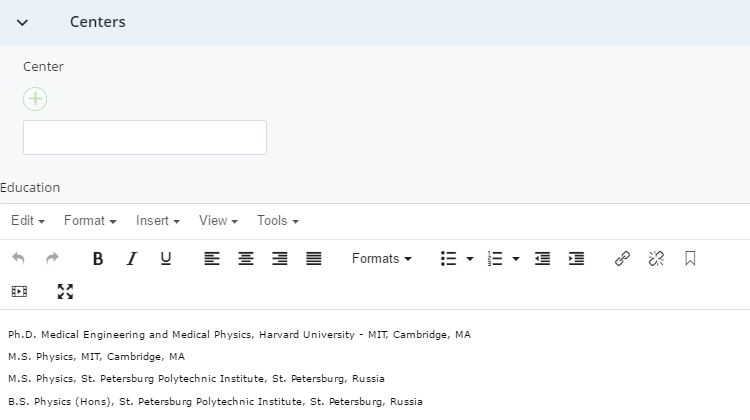 Centers
Center
Education
Edit Format Insert View Tools
B I U Formats
Ph.D. Medical Engineering and Medical Physics, Harvard University - MIT, Cambridge, MA
M.S. Physics, MIT, Cambridge, MA
M.S. Physics, St. Petersburg Polytechnic Institute, St. Petersburg, Russia
B.S. Physics (Hons), St. Petersburg Polytechnic Institute, St. Petersburg, Russia